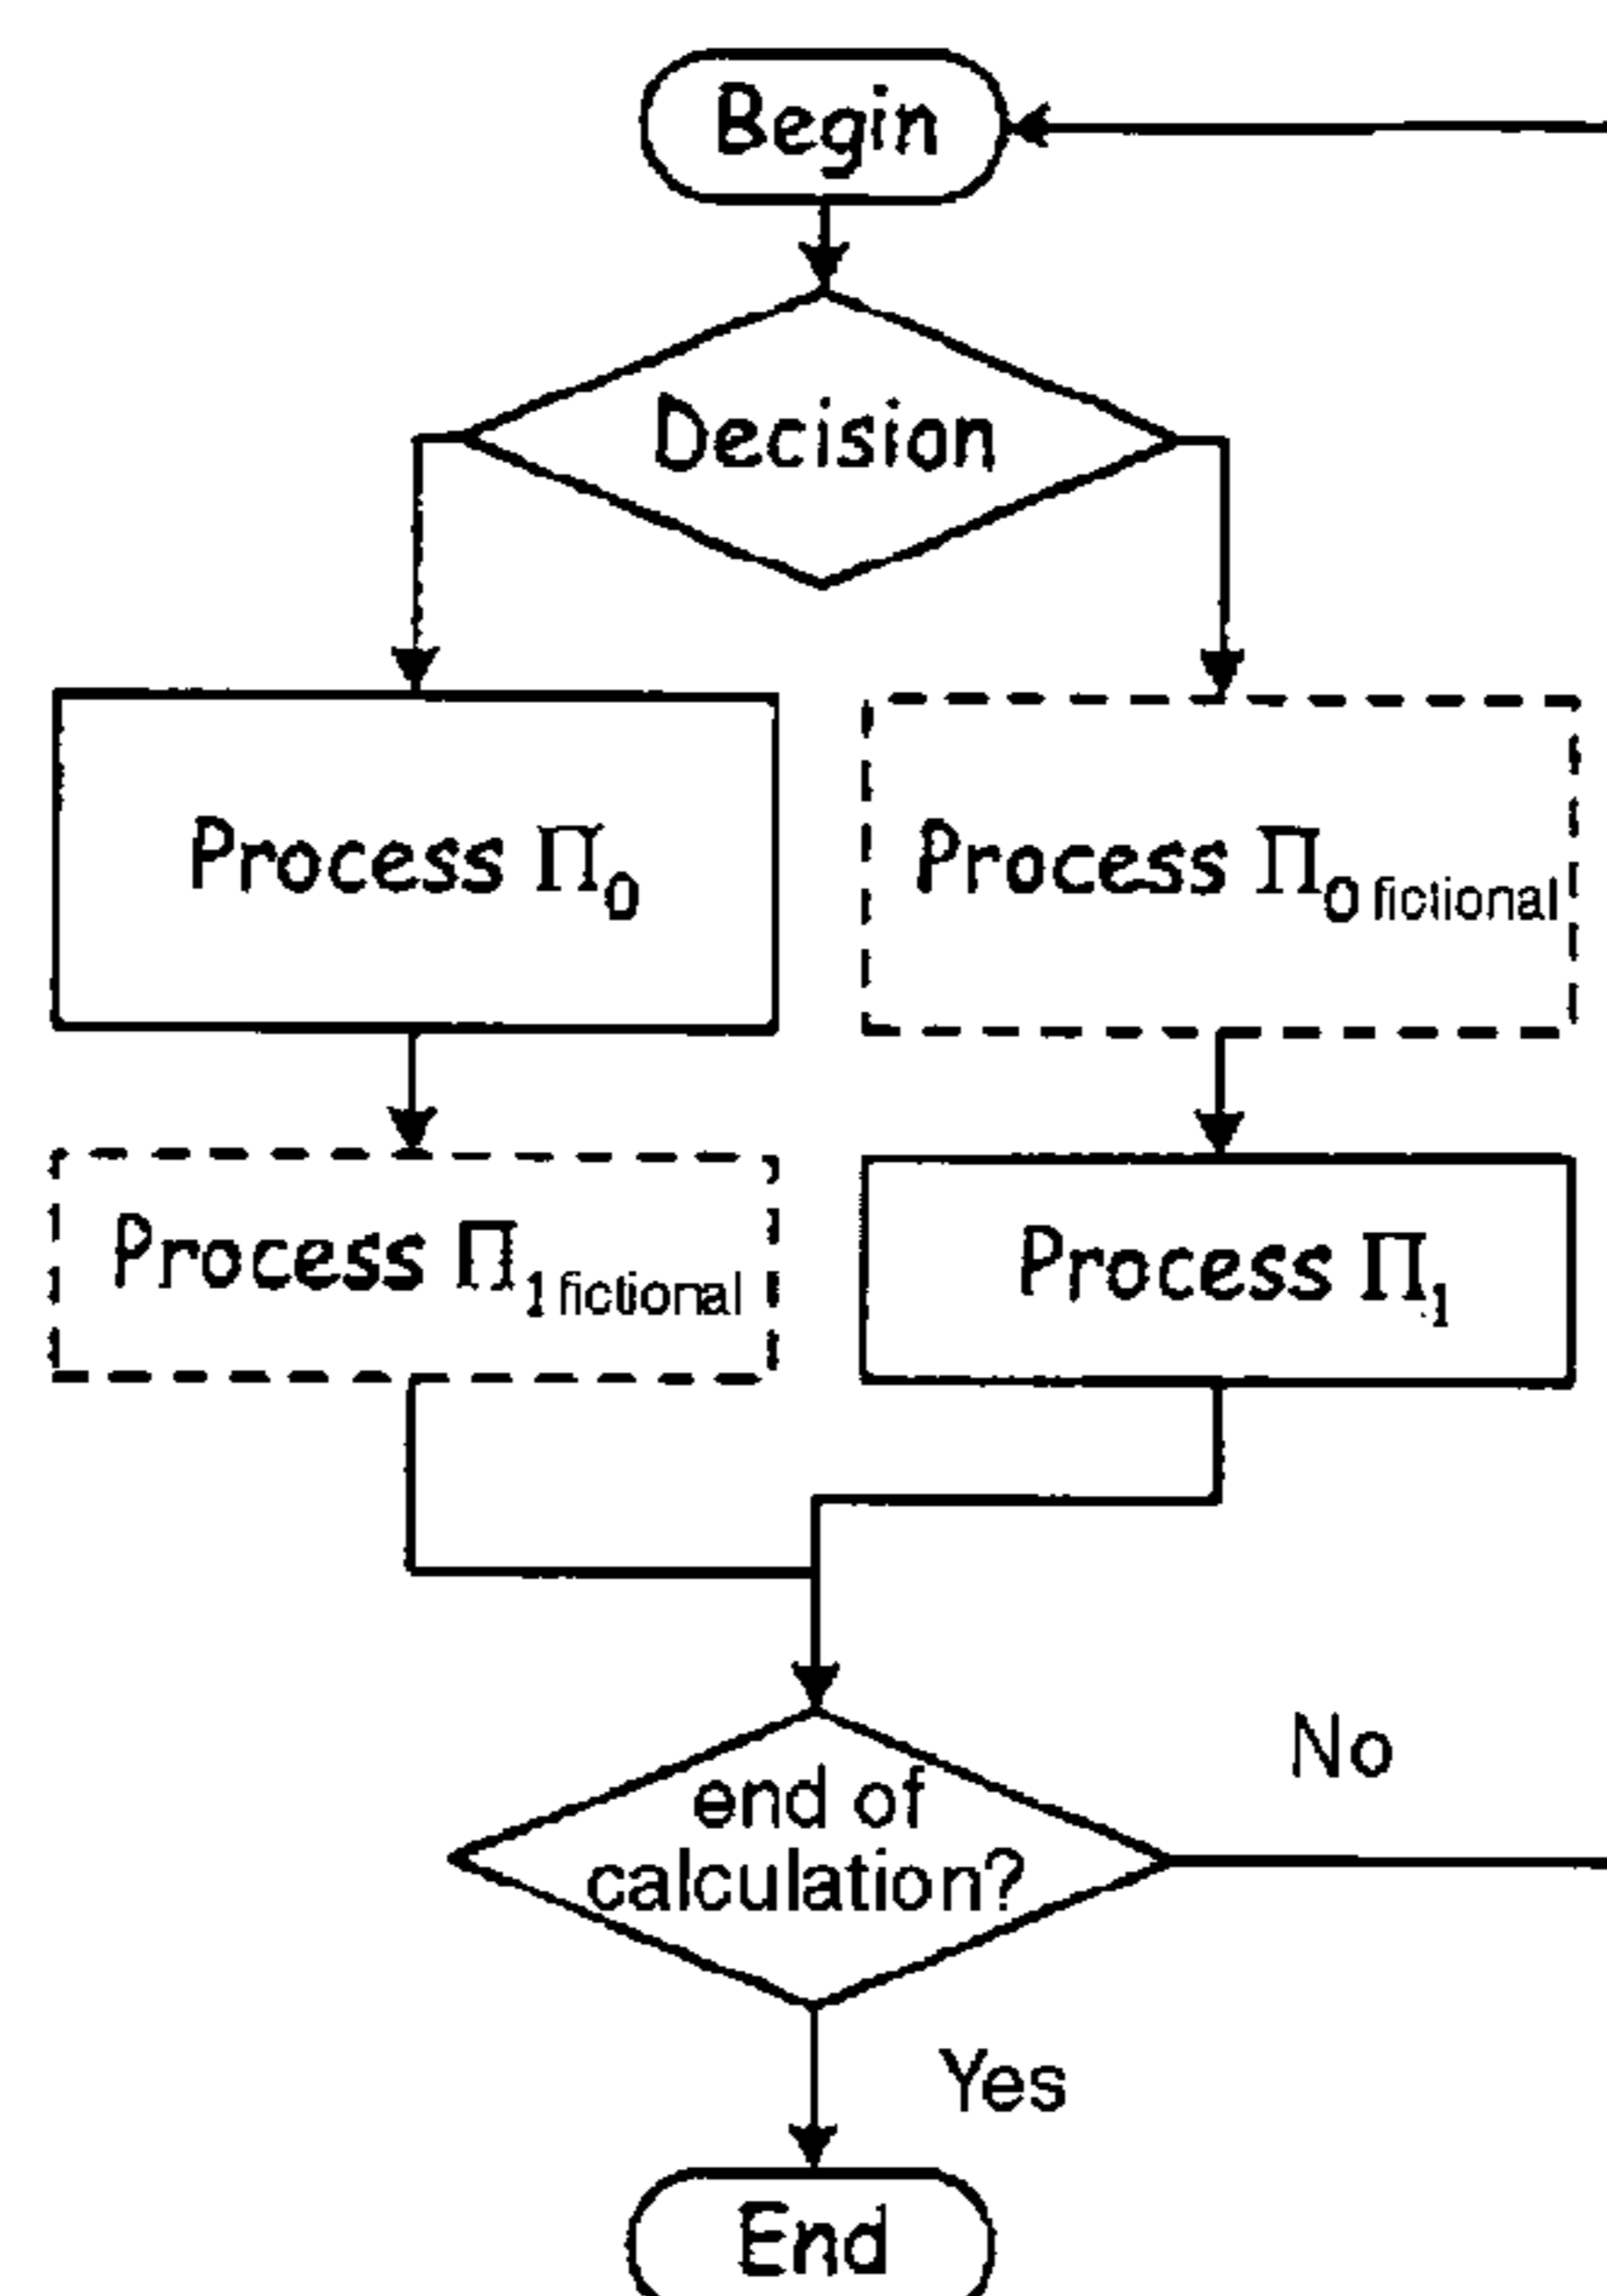 Begin
Decision
Process Π0
Process Π0 fictional
Process Π1 fictional
Process Π1
end of
calculation?
No
Yes
End